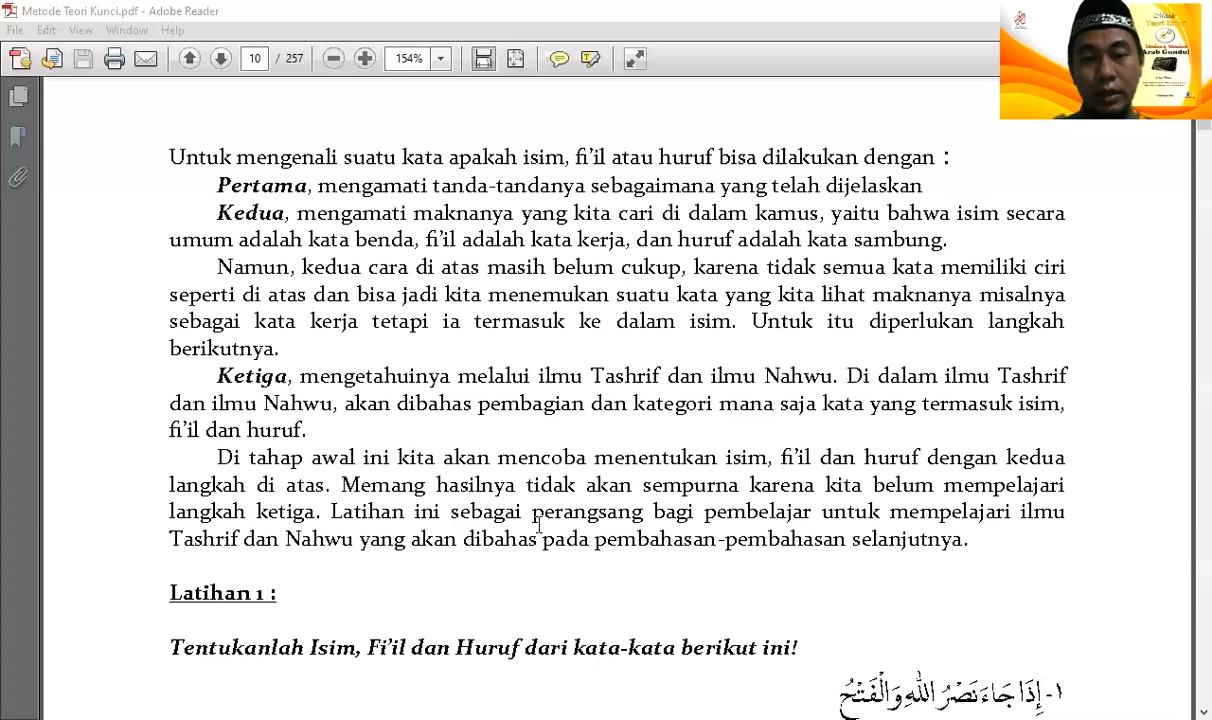 Metode Teori Kunci.pdf - Adobe Reader
File Edit View Window Help
10 / 257 154%
Metode
Teori Kunci
Arab Gundul
Untuk mengenali suatu kata apakah isim, fi’il atau huruf bisa dilakukan dengan :
Pertama, mengamati tanda-tandanya sebagaimana yang telah dijelaskan
Kedua, mengamati maknanya yang kita cari di dalam kamus, yaitu bahwa isim secara
umum adalah kata benda, fi’il adalah kata kerja, dan huruf adalah kata sambung.
Namun, kedua cara di atas masih belum cukup, karena tidak semua kata memiliki ciri
seperti di atas dan bisa jadi kita menemukan suatu kata yang kita lihat maknanya misalnya
sebagai kata kerja tetapi ia termasuk ke dalam isim. Untuk itu diperlukan langkah
berikutnya.
Ketiga, mengetahuinya melalui ilmu Tashrif dan ilmu Nahwu. Di dalam ilmu Tashrif
dan ilmu Nahwu, akan dibahas pembagian dan kategori mana saja kata yang termasuk isim,
fi’il dan huruf.
Di tahap awal ini kita akan mencoba menentukan isim, fi’il dan huruf dengan kedua
langkah di atas. Memang hasilnya tidak akan sempurna karena kita belum mempelajari
langkah ketiga. Latihan ini sebagai perangsang bagi pembelajar untuk mempelajari ilmu
Tashrif dan Nahwu yang akan dibahas pada pembahasan-pembahasan selanjutnya.
Latihan 1 :
Tentukanlah Isim, Fi’il dan Huruf dari kata-kata berikut ini!
١- إِذَا جَاءَ نَصْرُ اللهِ وَالْفَتْحُ